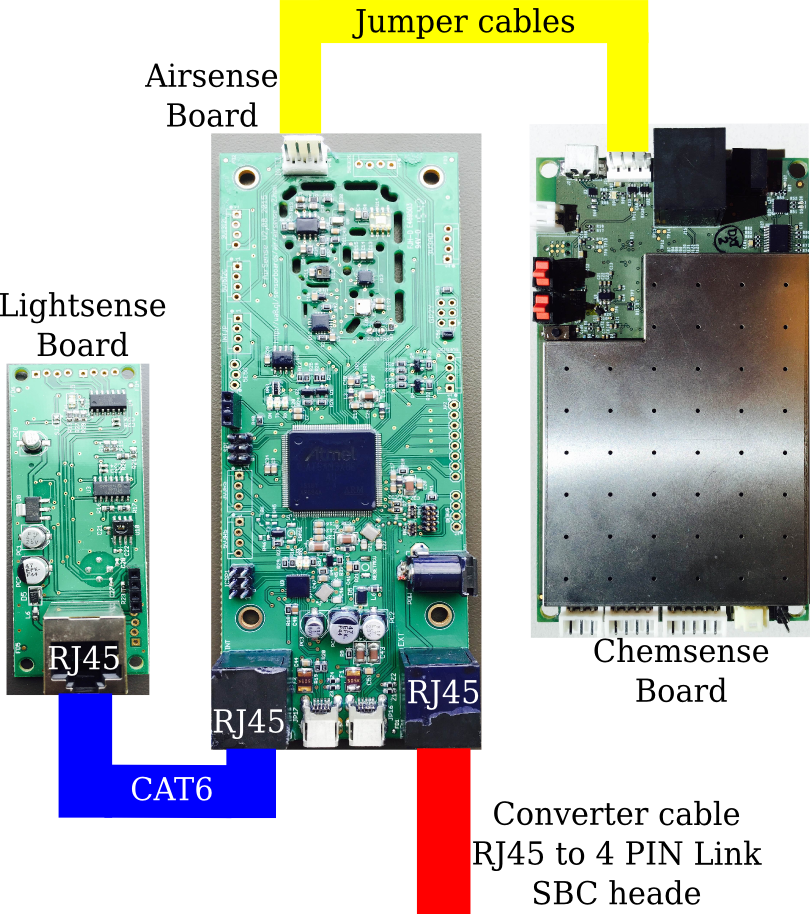 Jumper cables
Airsense
Board
Lightsense
Board
Atmel
RJ45
RJ45
RJ45
CAT6
Chemsense
Board
Converter cable
RJ45 to 4 PIN Link
SBC heade